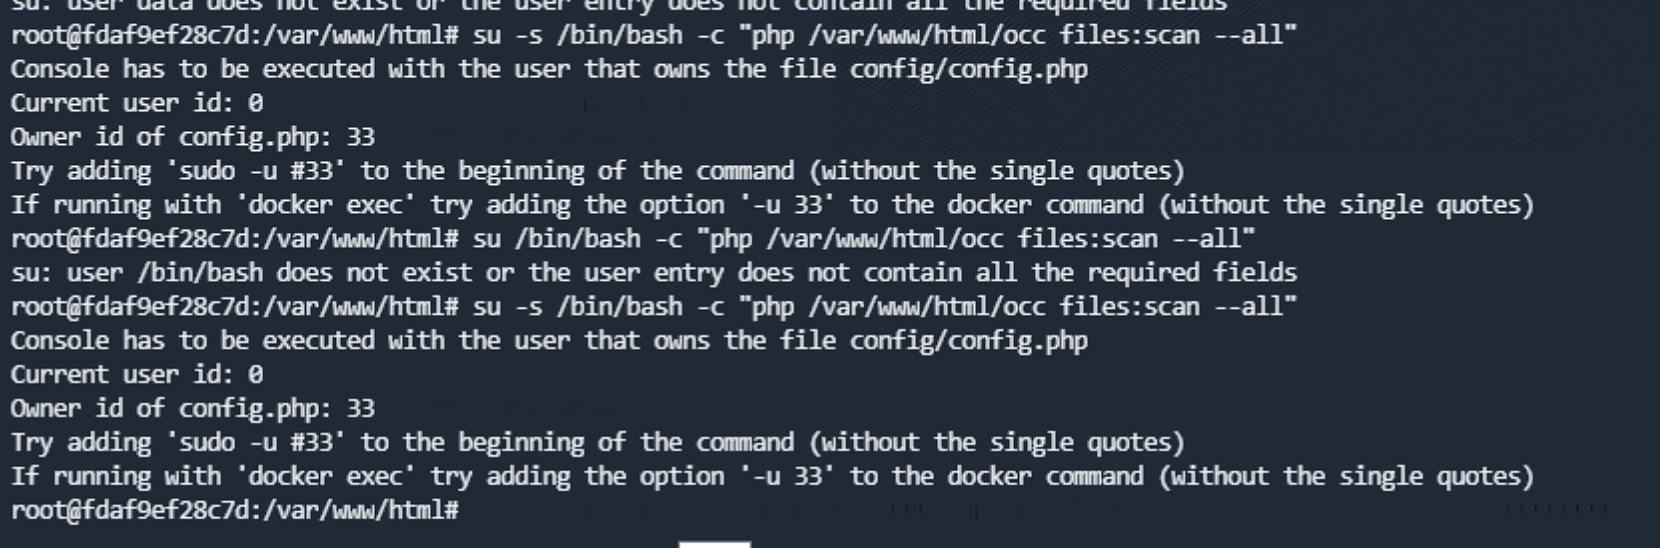 su: user data does not exist or the user entry does not contain all the required fields
root@fdaf9ef28c7d:/var/www/html# su -s /bin/bash -c "php /var/www/html/occ files:scan --all"
Console has to be executed with the user that owns the file config/config.php
Current user id: 0
Owner id of config.php: 33
Try adding 'sudo -u #33' to the beginning of the command (without the single quotes)
If running with 'docker exec' try adding the option '-u 33' to the docker command (without the single quotes)
root@fdaf9ef28c7d:/var/www/html# su /bin/bash -c "php /var/www/html/occ files:scan --all"
su: user /bin/bash does not exist or the user entry does not contain all the required fields
root@fdaf9ef28c7d:/var/www/html# su -s /bin/bash -c "php /var/www/html/occ files:scan --all"
Console has to be executed with the user that owns the file config/config.php
Current user id: 0
Owner id of config.php: 33
Try adding 'sudo -u #33' to the beginning of the command (without the single quotes)
If running with 'docker exec' try adding the option '-u 33' to the docker command (without the single quotes)
root@fdaf9ef28c7d:/var/www/html#